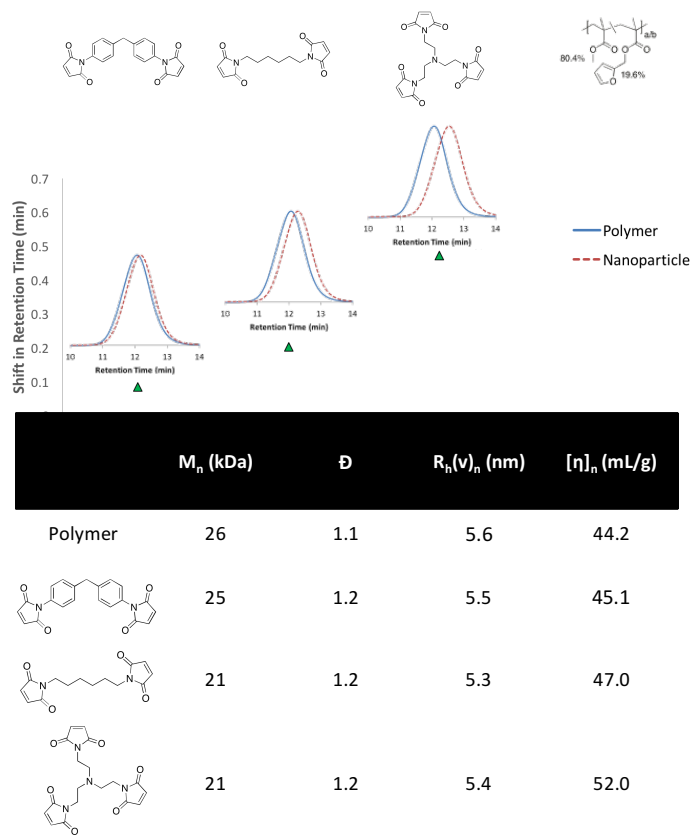 O
N
O
N
O
O
O
N
O
O
N
O
O
N
O
N
O
N
O
N
O
O
a/b
O
O
80.4%
O
O
19.6%
O
0.7
0.6
0.5
0.4
0.3
0.2
0.1
Shift in Retention Time (min)
10 11 12 13 14
Retention Time (min)
10 11 12 13 14
Retention Time (min)
10 11 12 13 14
Retention Time (min)
Polymer
Nanoparticle
Mn (kDa) Đ Rh(v)n (nm) [η]n (mL/g)
Polymer 26 1.1 5.6 44.2
O
N
O
O
N
O
25 1.2 5.5 45.1
O
N
O
O
N
O
21 1.2 5.3 47.0
O
N
O
N
O
N
O
O
N
O
21 1.2 5.4 52.0